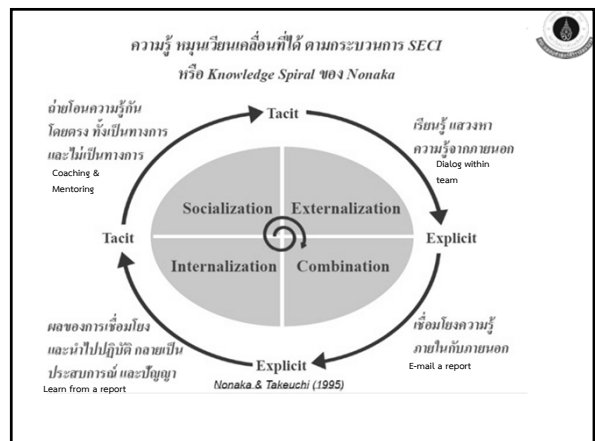 ความรู้ หมุนเวียนเคลื่อนที่ได้ ตามกระบวนการ SECI
หรือ Knowledge Spiral ของ Nonaka
Tacit
ถ่ายโอนความรู้กัน
โดยตรง ทั้งเป็นทางการ
และไม่เป็นทางการ
Coaching &
Mentoring
เรียนรู้ แสวงหา
ความรู้จากภายนอก
Dialog within
team
Socialization
Externalization
Tacit
Explicit
Internalization
Combination
ผลของการเชื่อมโยง
และนำไปปฏิบัติ กลายเป็น
ประสบการณ์ และปัญญา
Learn from a report
เชื่อมโยงความรู้
ภายในกับภายนอก
E-mail a report
Explicit
Nonaka & Takeuchi (1995)